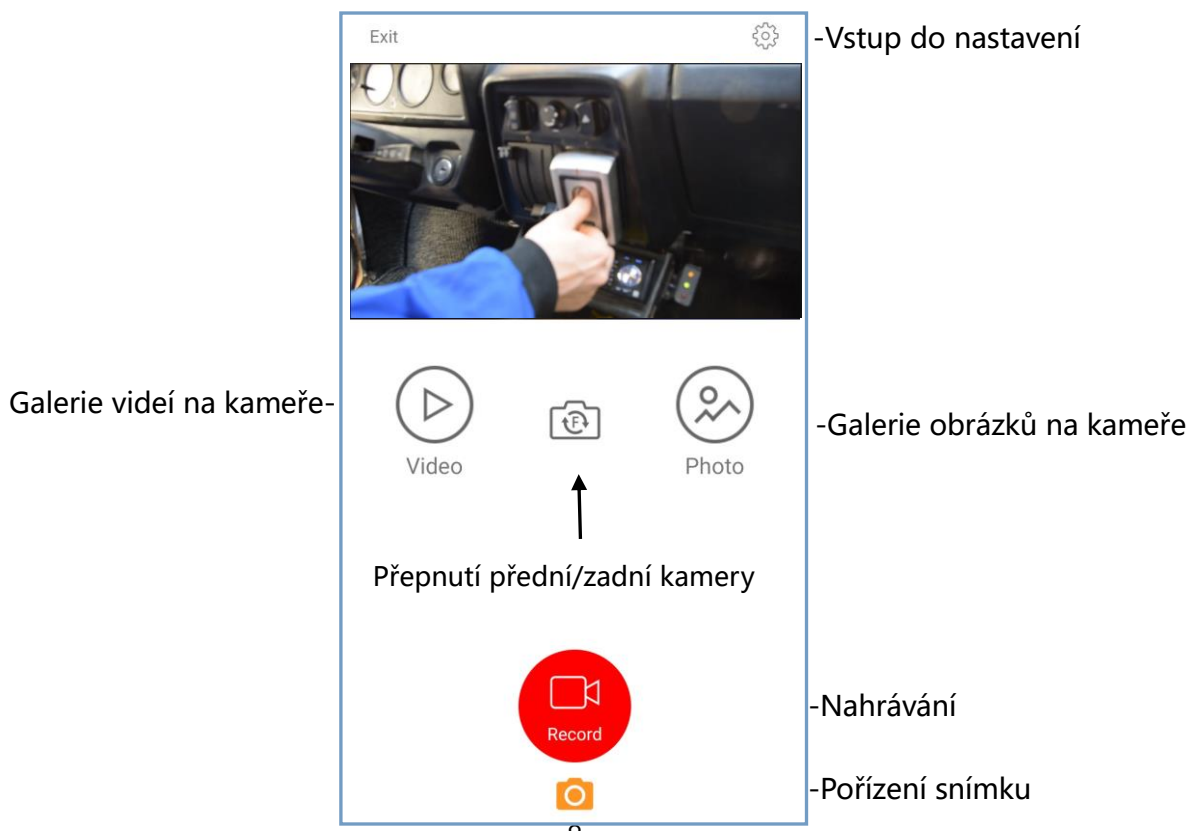 Exit
-Vstup do nastavení
Galerie videí na kameře-
F
-Galerie obrázků na kameře
Video
Photo
Přepnutí přední/zadní kamery
Record
-Nahrávání
-Pořízení snímku